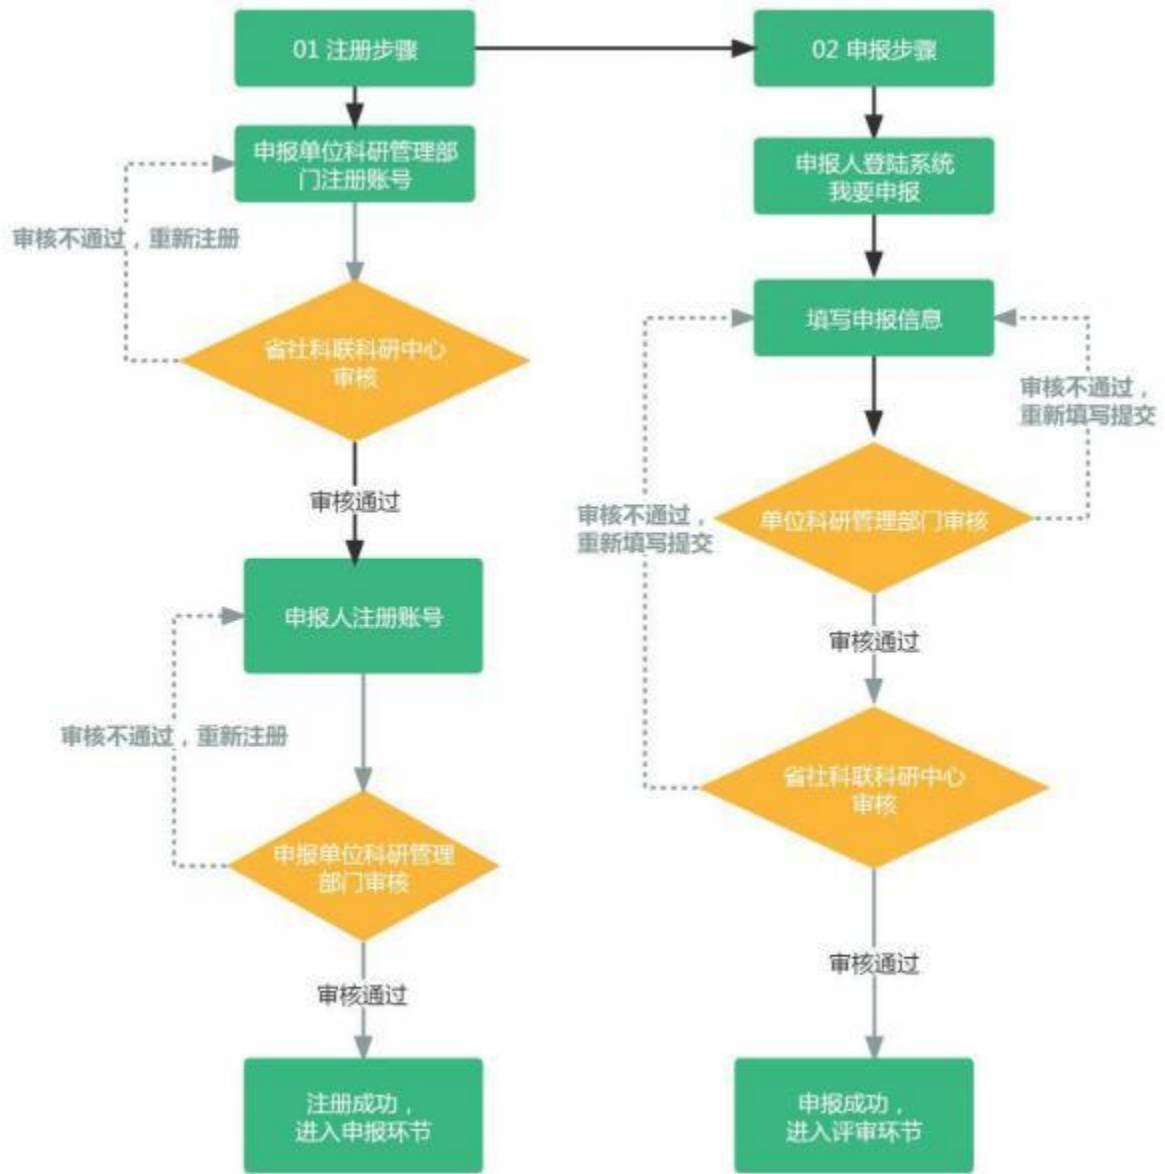 01 注册步骤
申报单位科研管理部
门注册账号
审核不通过，重新注册
省社科联科研中心
审核
审核通过
申报人注册账号
审核不通过，重新注册
申报单位科研管理
部门审核
审核通过
注册成功，
进入申报环节
02 申报步骤
申报人登陆系统
我要申报
填写申报信息
审核不通过，
重新填写提交
单位科研管理部门审核
审核不通过，
重新填写提交
审核通过
省社科联科研中心
审核
审核通过
申报成功，
进入评审环节